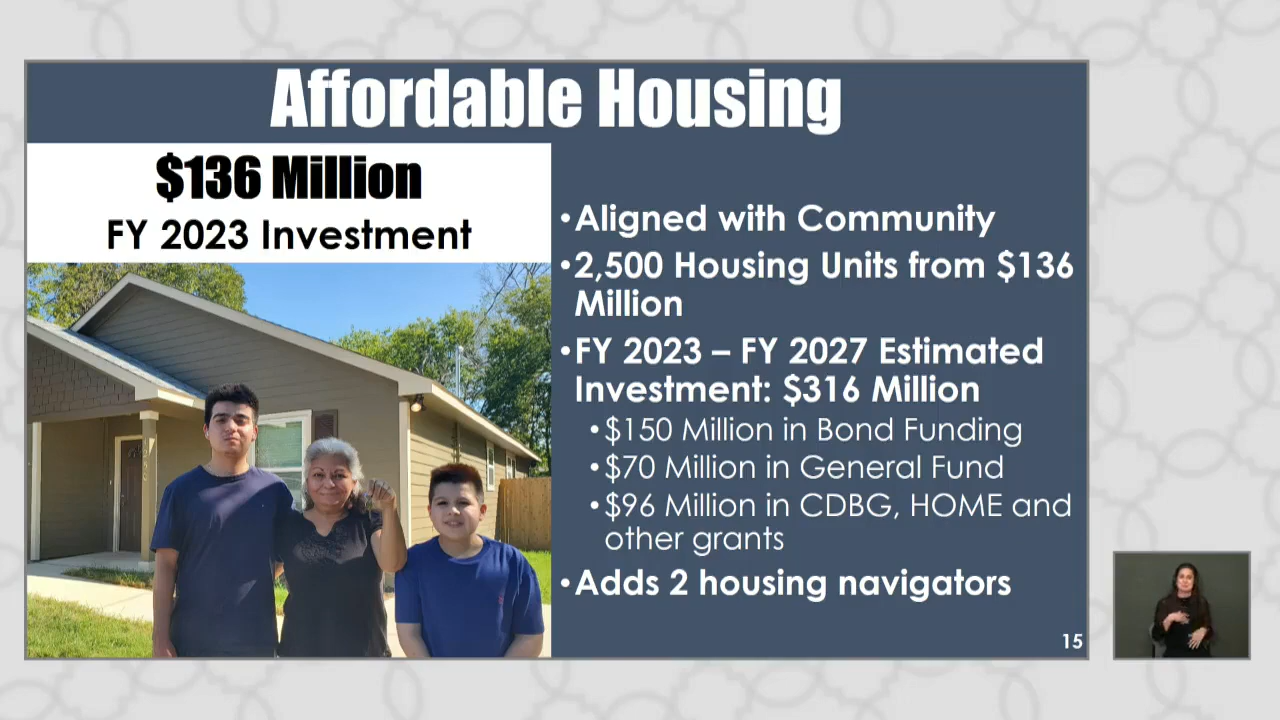 Affordable Housing
$136 Million
FY 2023 Investment
•Aligned with Community
•2,500 Housing Units from $136
Million
•FY 2023 – FY 2027 Estimated
Investment: $316 Million
•$150 Million in Bond Funding
•$70 Million in General Fund
•$96 Million in CDBG, HOME and
other grants
•Adds 2 housing navigators
15